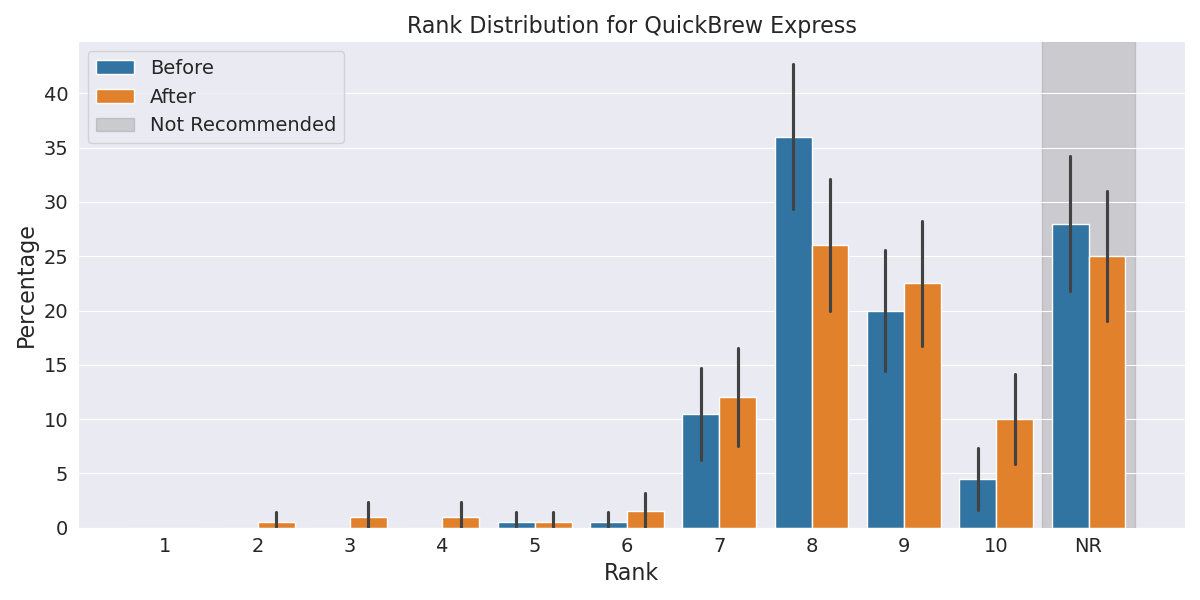 Rank Distribution for QuickBrew Express
Before
After
Not Recommended
Percentage
40
35
30
25
20
15
10
5
0
1 2 3 4 5 6 7 8 9 10 NR
Rank